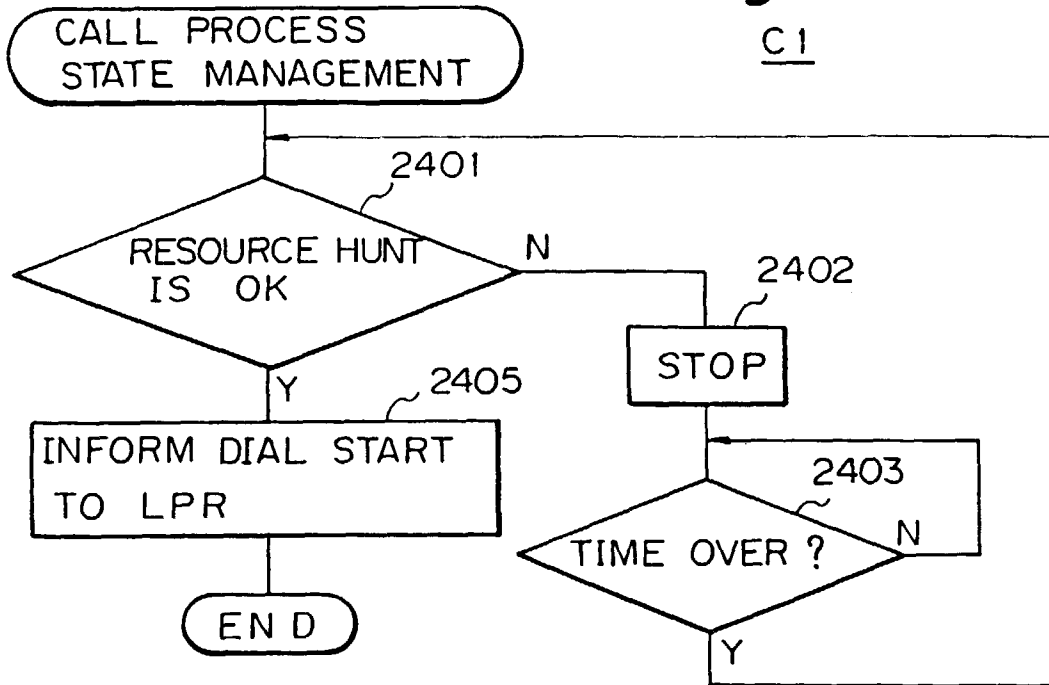 CALL PROCESS
STATE MANAGEMENT
C1
2401
RESOURCE HUNT
IS OK
N
2402
STOP
Y
2405
INFORM DIAL START
TO LPR
2403
TIME OVER ?
N
END
Y